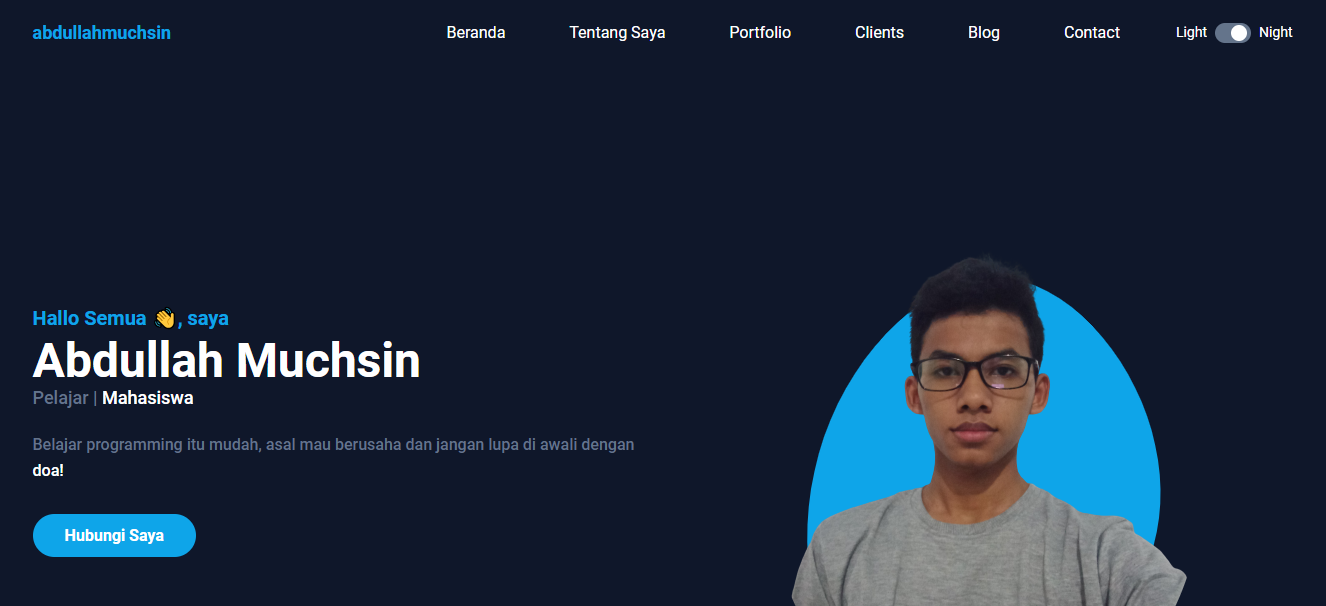 abdullahmuchsin
Beranda
Tentang Saya
Portfolio
Clients
Blog
Contact
Light
Night
Hallo Semua 👋, saya
Abdullah Muchsin
Pelajar | Mahasiswa
Belajar programming itu mudah, asal mau berusaha dan jangan lupa di awali dengan
doa!
Hubungi Saya